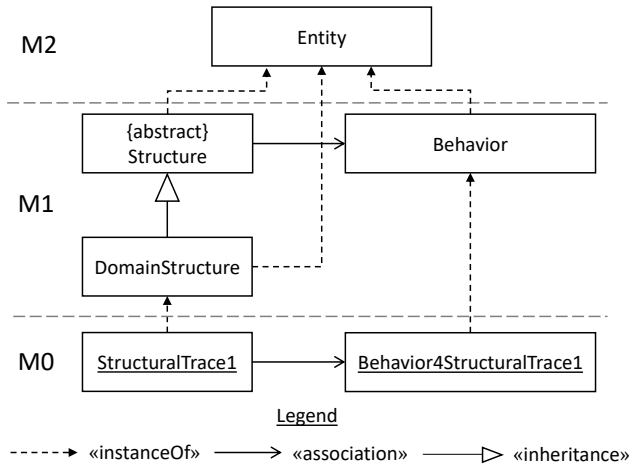 M2
Entity
M1
{abstract}
Structure
Behavior
DomainStructure
M0
StructuralTrace1
Behavior4StructuralTrace1
Legend
«instanceOf» «association» «inheritance»